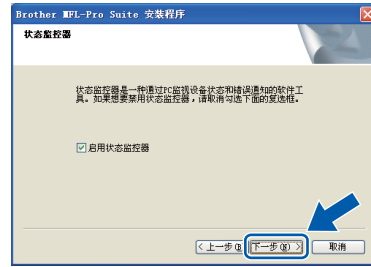 Brother MFL-Pro Suite 安装程序
状态监控器
状态监控器是一种通过PC监视设备状态和错误通知的软件工
具。如果想要禁用状态监控器，请取消勾选下面的复选框。
启用状态监控器
<上一步(B) 下一步(N) > 取消